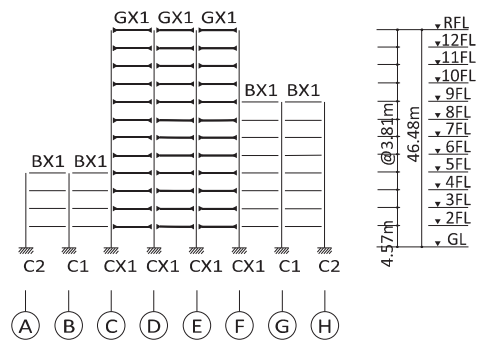 GX1 GX1 GX1
RFL
12FL
11FL
10FL
BX1 BX1
9FL
8FL
7FL
@3.81m
46.48m
6FL
BX1 BX1
5FL
4FL
3FL
2FL
4.57m
GL
C2 C1 CX1 CX1 CX1 CX1 C1 C2
A B C D E F G H